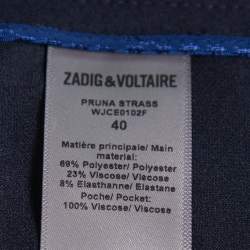 ZADIG & VOLTAIRE
PRUNA STRASS
WJCE0102F
40
Matière principale/ Main
material:
69% Polyester/ Polyester
23% Viscose/ Viscose
8% Elasthanne/ Elastane
Poche/ Pocket:
100% Viscose/ Viscose